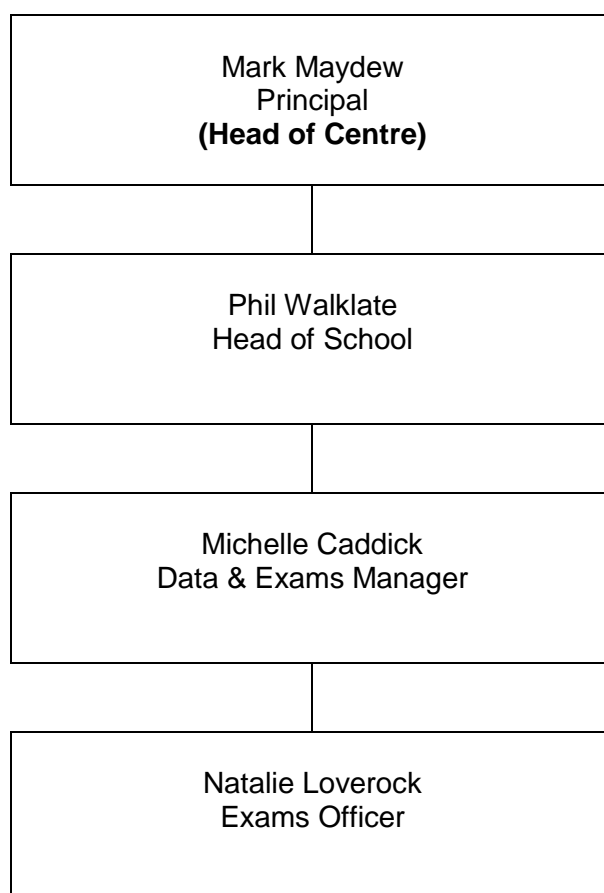 Mark Maydew
Principal
(Head of Centre)
Phil Walklate
Head of School
Michelle Caddick
Data & Exams Manager
Natalie Loverock
Exams Officer